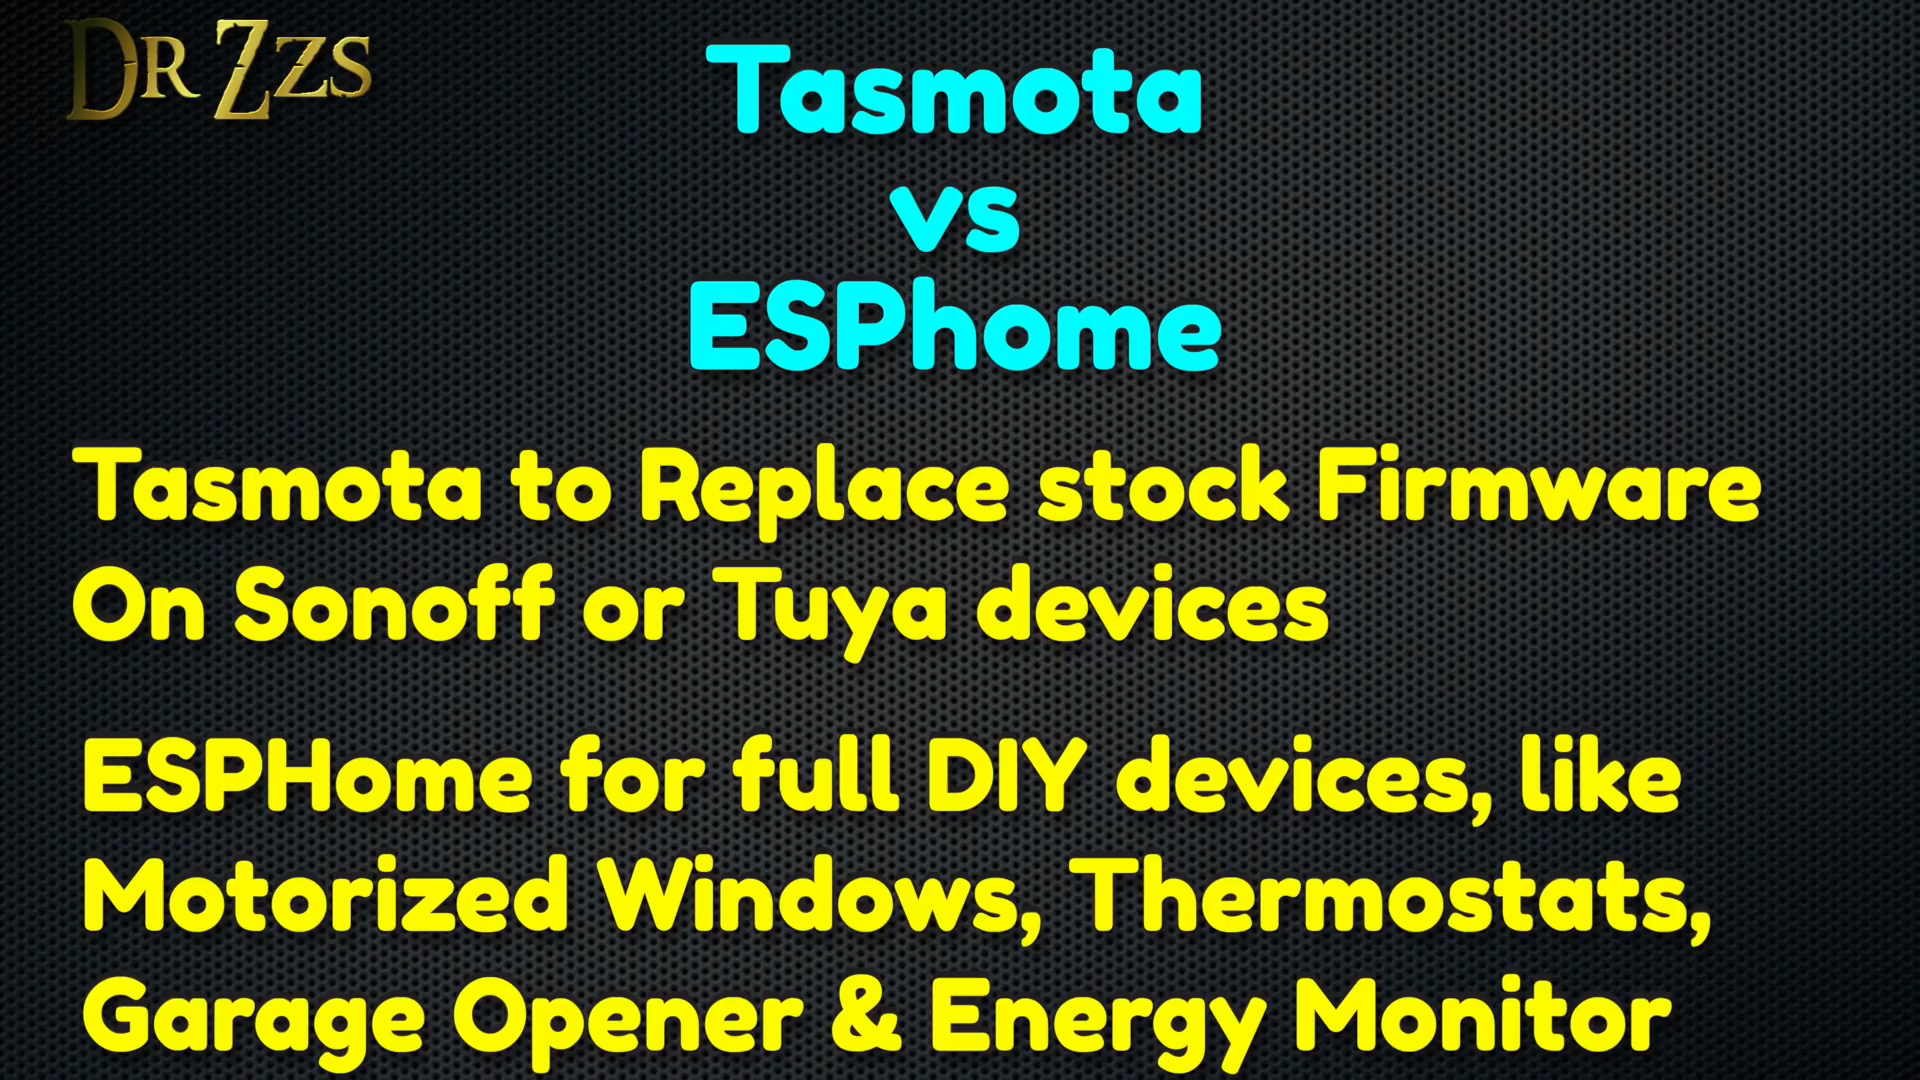 DR ZZS
Tasmota
vs
ESPhome
Tasmota to Replace stock Firmware
On Sonoff or Tuya devices
ESPHome for full DIY devices, like
Motorized Windows, Thermostats,
Garage Opener & Energy Monitor